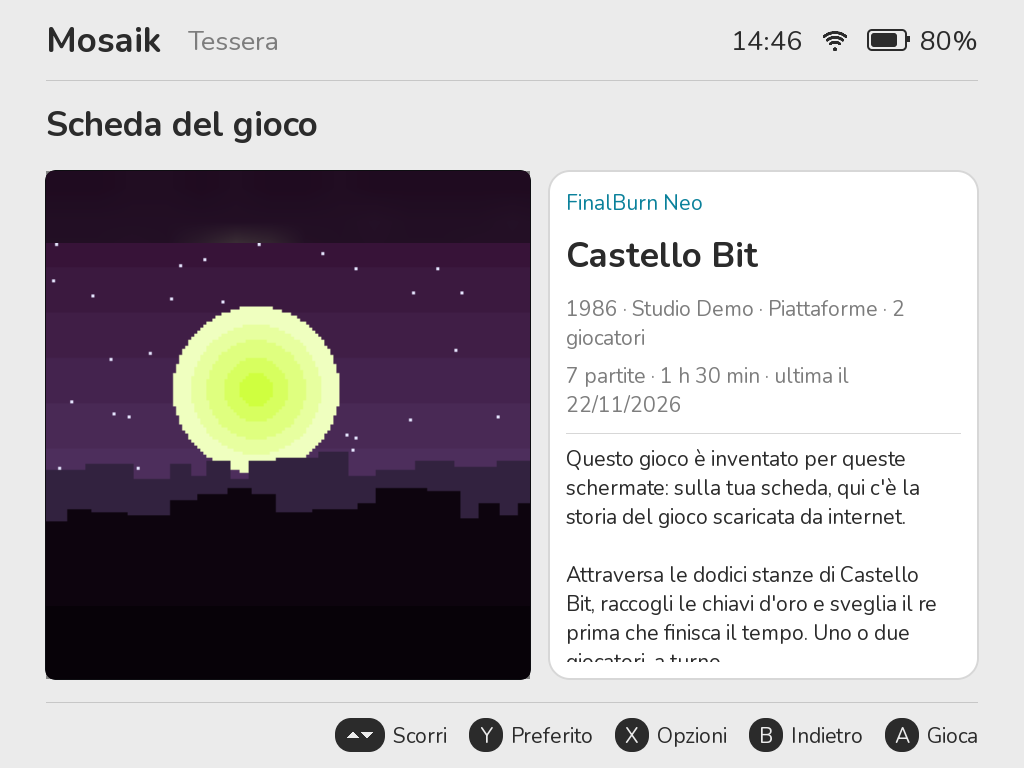 Mosaik Tessera 14:46 80%
Scheda del gioco
FinalBurn Neo
Castello Bit
1986 · Studio Demo · Piattaforme · 2
giocatori
7 partite · 1 h 30 min · ultima il
22/11/2026
Questo gioco è inventato per queste
schermate: sulla tua scheda, qui c'è la
storia del gioco scaricata da internet.
Attraversa le dodici stanze di Castello
Bit, raccogli le chiavi d'oro e sveglia il re
prima che finisca il tempo. Uno o due
giocatori, a turno.
Scorri Y Preferito X Opzioni B Indietro A Gioca